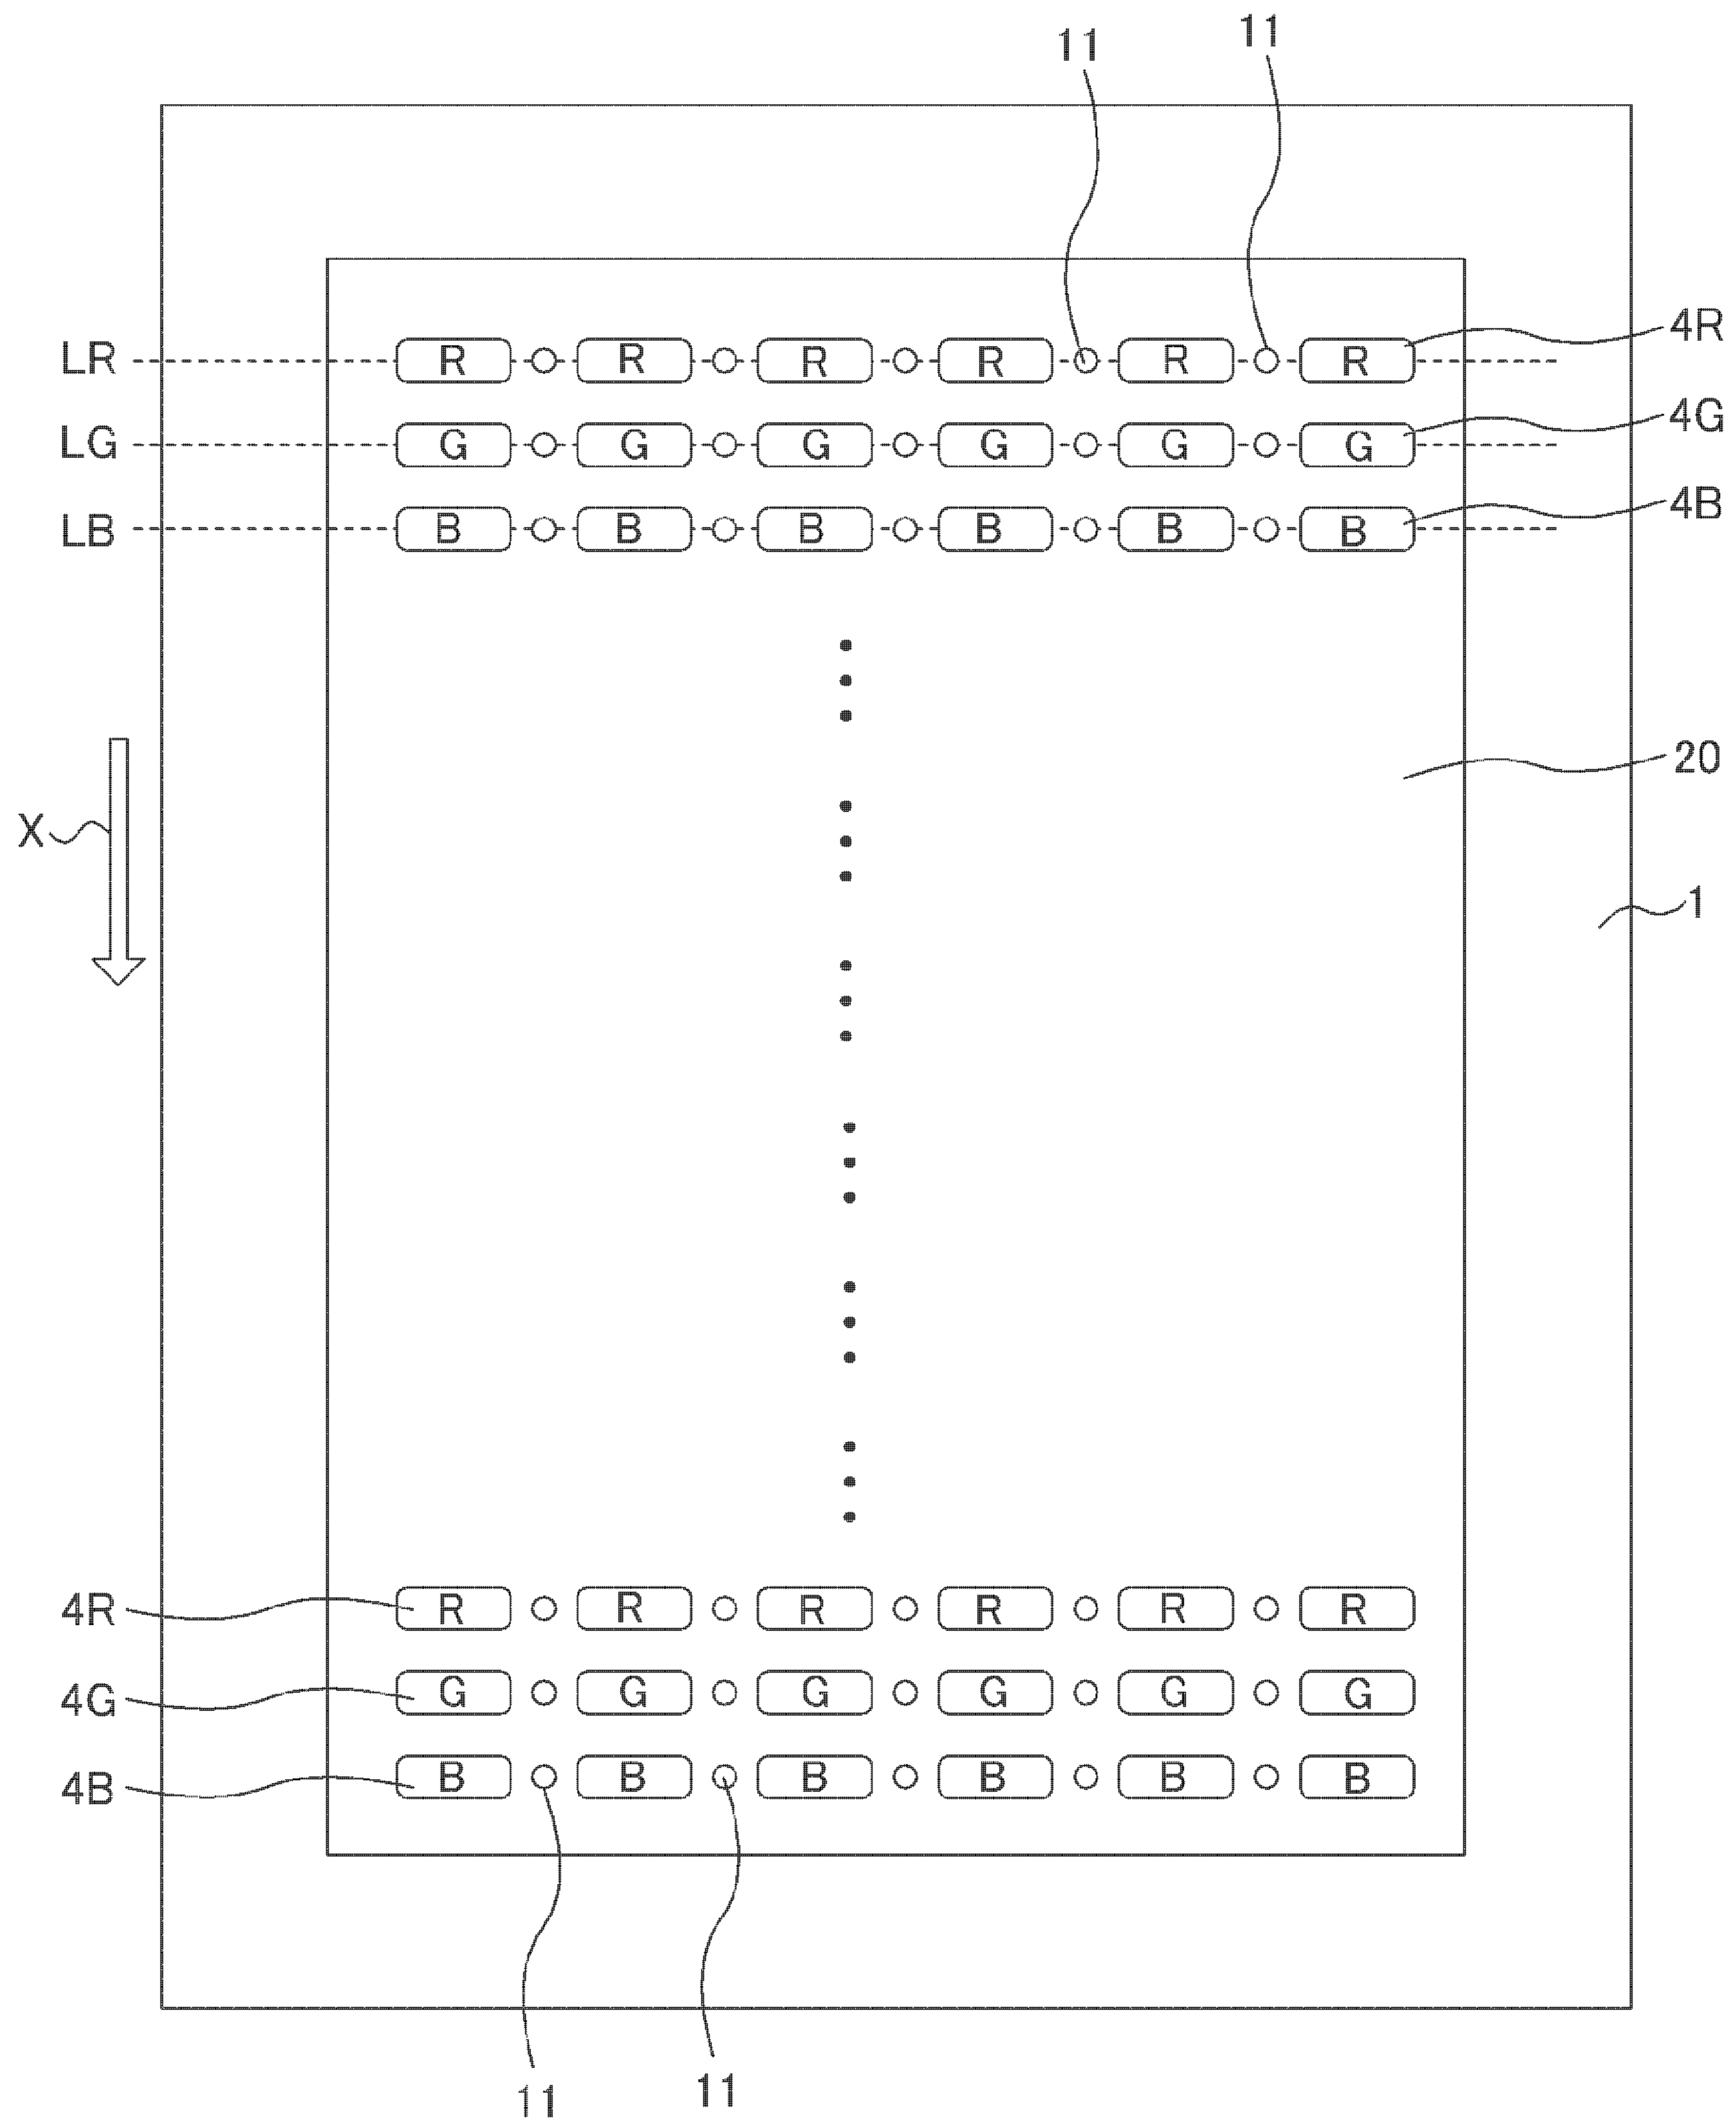 11 11
LR R R R R R R 4R
LG G G G G G G 4G
LB B B B B B B 4B
20
X
1
4R R R R R R R
4G G G G G G G
4B B B B B B B
11 11